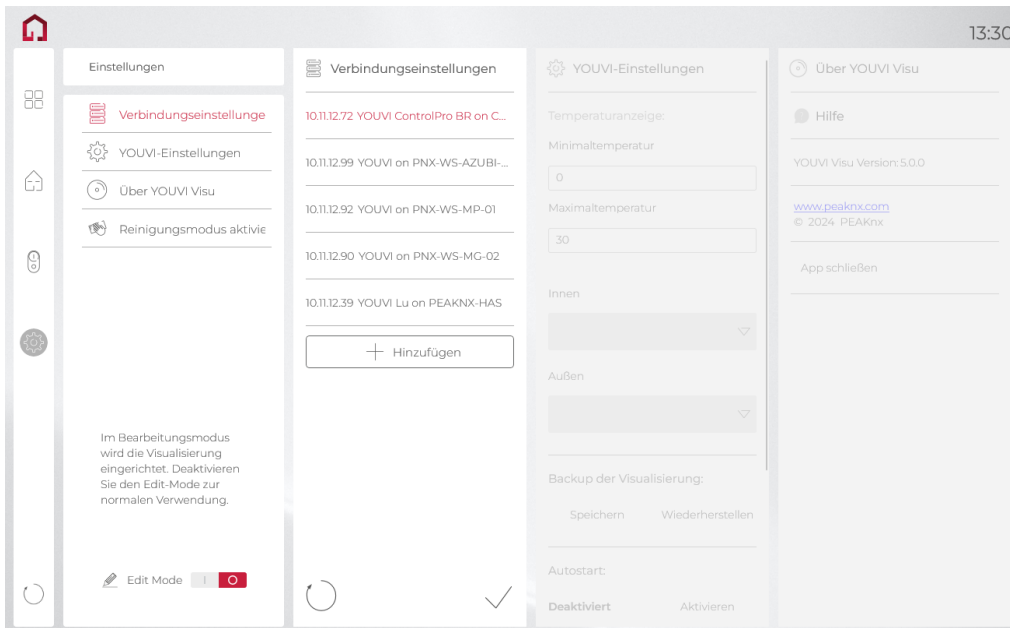 13:30
Einstellungen
Verbindungseinstellunge
YOUVI-Einstellungen
Über YOUVI Visu
Reinigungsmodus aktivie
Im Bearbeitungsmodus
wird die Visualisierung
eingerichtet. Deaktivieren
Sie den Edit-Mode zur
normalen Verwendung.
Edit Mode I O
Verbindungseinstellungen
10.11.12.72 YOUVI ControlPro BR on C...
10.11.12.99 YOUVI on PNX-WS-AZUBI-...
10.11.12.92 YOUVI on PNX-WS-MP-01
10.11.12.90 YOUVI on PNX-WS-MG-02
10.11.12.39 YOUVI Lu on PEAKNX-HAS
Hinzufügen
YOUVI-Einstellungen
Temperaturanzeige:
Minimaltemperatur
0
Maximaltemperatur
30
Innen
Außen
Backup der Visualisierung:
Speichern Wiederherstellen
Autostart:
Deaktiviert Aktivieren
Über YOUVI Visu
Hilfe
YOUVI Visu Version: 5.0.0
www.peaknx.com
© 2024 PEAKnx
App schließen